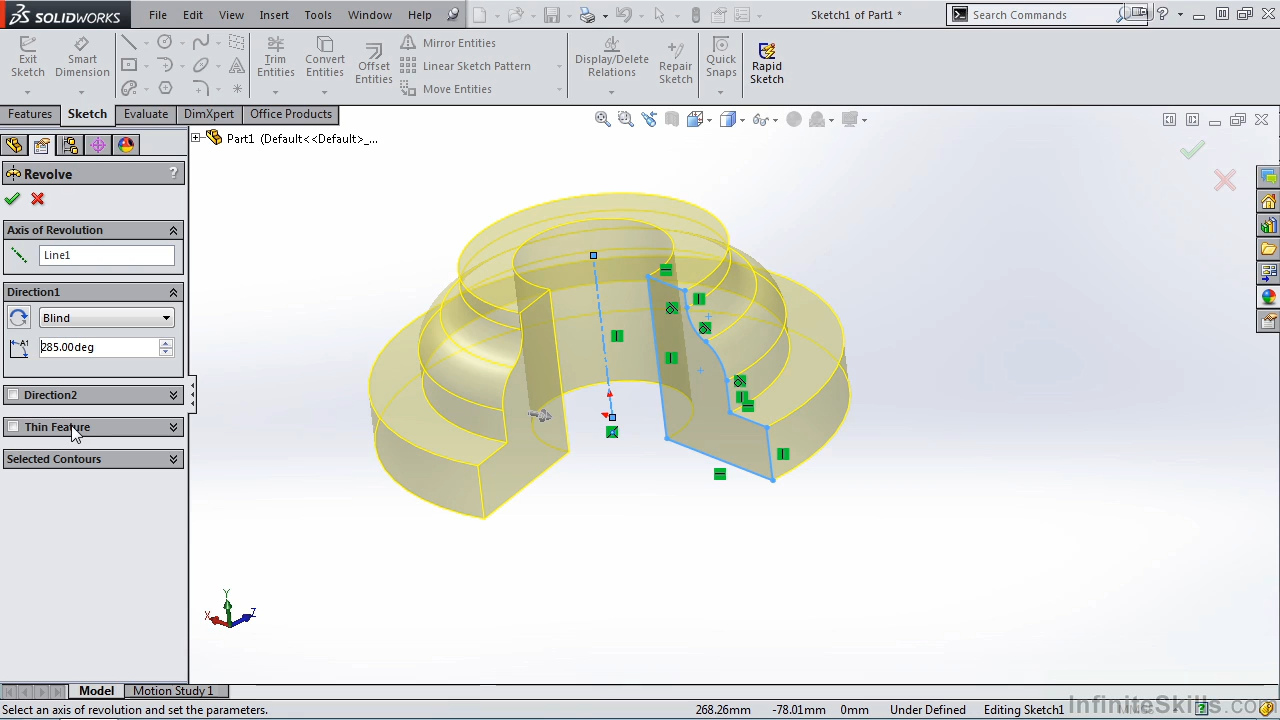 SOLIDWORKS File Edit View Insert Tools Window Help Sketch1 of Part1 * Search Commands
Exit Sketch Smart Dimension Trim Entities Convert Entities Offset Entities Mirror Entities Linear Sketch Pattern Move Entities Display/Delete Relations Repair Sketch Quick Snaps Rapid Sketch
Features Sketch Evaluate DimXpert Office Products
Part1 (Default<<Default>_...
Revolve ?
Axis of Revolution
Line1
Direction1
Blind
A1 285.00deg
Direction2
Thin Feature
Selected Contours
Y
X Z
Model Motion Study 1
Select an axis of revolution and set the parameters. 268.26mm -78.01mm 0mm Under Defined Editing Sketch1
InfiniteSkills.com